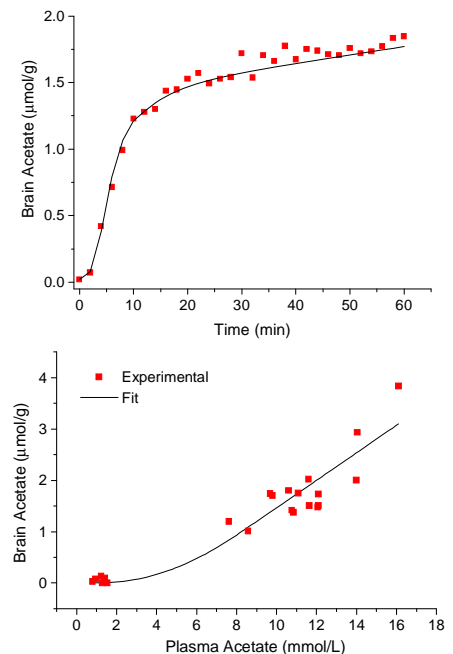 2.0
1.5
1.0
0.5
0.0
Brain Acetate (μmol/g)
0 10 20 30 40 50 60
Time (min)
4
3
2
1
0
Brain Acetate (μmol/g)
Experimental
Fit
0 2 4 6 8 10 12 14 16 18
Plasma Acetate (mmol/L)